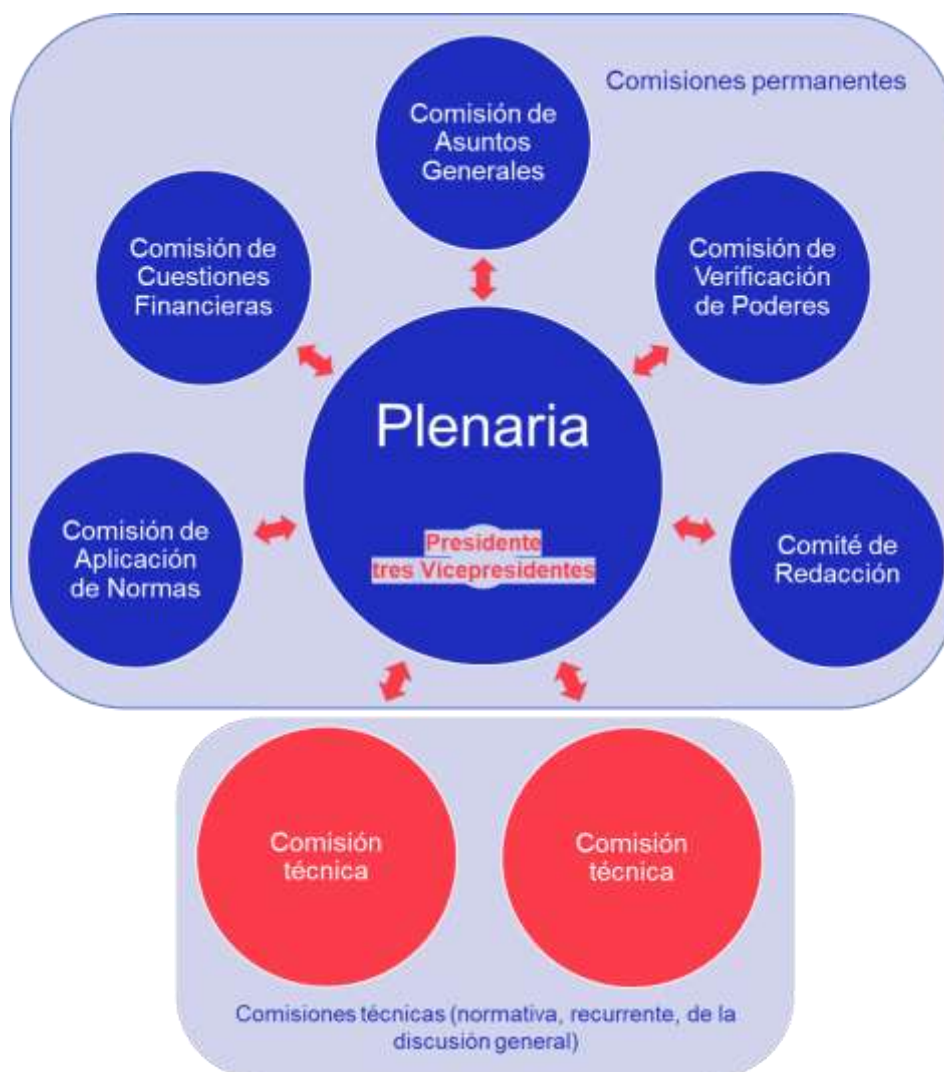 Comisiones permanentes
Comisión de
Asuntos
Generales
Comisión de
Cuestiones
Financieras
Comisión de
Verificación
de Poderes
Plenaria
Presidente
tres Vicepresidentes
Comisión de
Aplicación
de Normas
Comité de
Redacción
Comisión
técnica
Comisión
técnica
Comisiones técnicas (normativa, recurrente, de la
discusión general)